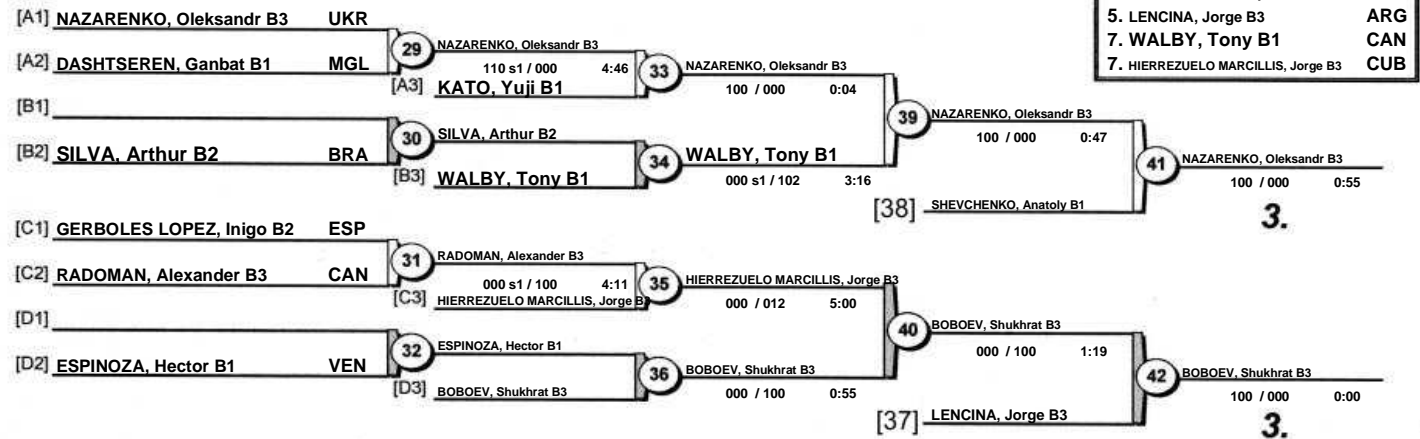 5. LENCINA, Jorge B3 ARG
7. WALBY, Tony B1 CAN
7. HIERREZUELO MARCILLIS, Jorge B3 CUB
[A1] NAZARENKO, Oleksandr B3 UKR
29
NAZARENKO, Oleksandr B3
[A2] DASHTSEREN, Ganbat B1 MGL
110 s1 / 000 4:46
[A3] KATO, Yuji B1
33
NAZARENKO, Oleksandr B3
100 / 000 0:04
[B1]
30
SILVA, Arthur B2
[B2] SILVA, Arthur B2 BRA
[B3] WALBY, Tony B1
34
WALBY, Tony B1
000 s1 / 102 3:16
39
NAZARENKO, Oleksandr B3
100 / 000 0:47
[38] SHEVCHENKO, Anatoly B1
41
NAZARENKO, Oleksandr B3
100 / 000 0:55
3.
[C1] GERBOLES LOPEZ, Inigo B2 ESP
31
RADOMAN, Alexander B3
[C2] RADOMAN, Alexander B3 CAN
000 s1 / 100 4:11
[C3] HIERREZUELO MARCILLIS, Jorge B3
35
HIERREZUELO MARCILLIS, Jorge B3
000 / 012 5:00
[D1]
32
ESPINOZA, Hector B1
[D2] ESPINOZA, Hector B1 VEN
[D3] BOBOEV, Shukhrat B3
36
BOBOEV, Shukhrat B3
000 / 100 0:55
40
BOBOEV, Shukhrat B3
000 / 100 1:19
[37] LENCINA, Jorge B3
42
BOBOEV, Shukhrat B3
100 / 000 0:00
3.